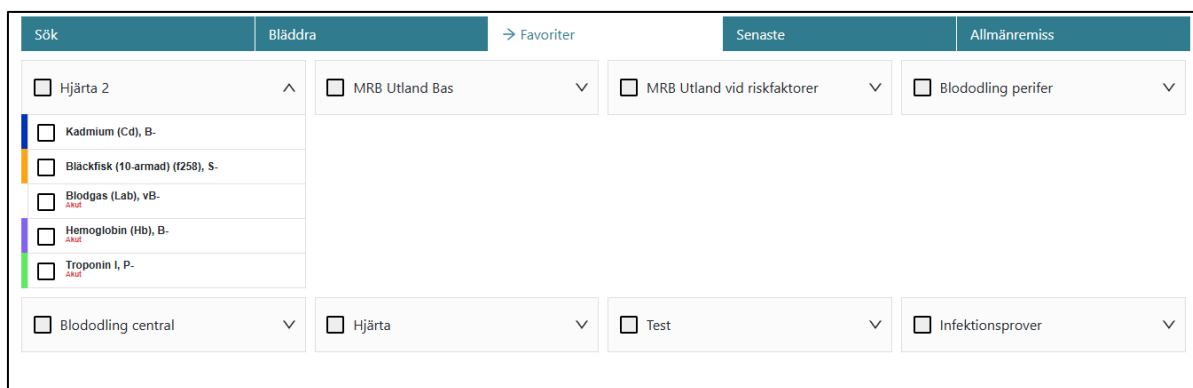 Sök
Bläddra
→ Favoriter
Senaste
Allmänremiss
Hjärta 2
MRB Utland Bas
MRB Utland vid riskfaktorer
Blododling perifer
Kadmium (Cd), B-
Bläckfisk (10-armad) (f258), S-
Blodgas (Lab), vB-
Akut
Hemoglobin (Hb), B-
Akut
Troponin I, P-
Akut
Blododling central
Hjärta
Test
Infektionsprover